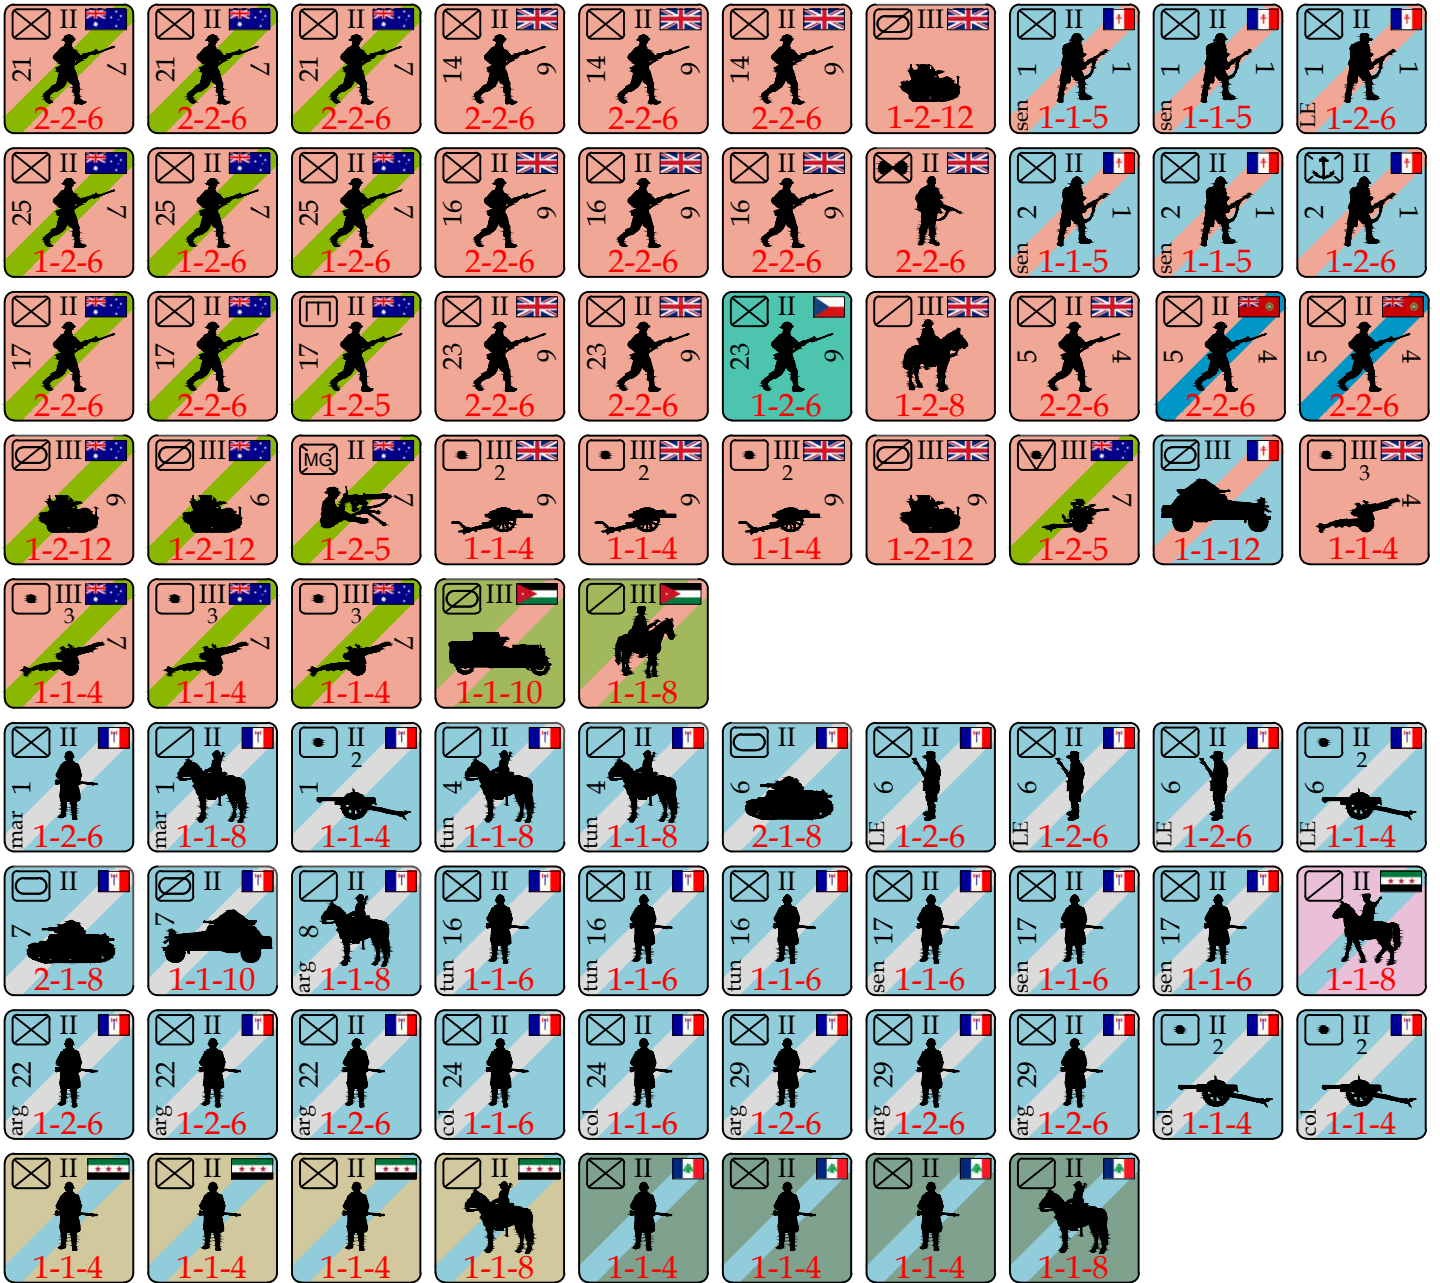 II II II II II II III II II II
21 7 21 7 21 7 14 6 14 6 14 6 sen 1 1 sen 1 1 LE 1 1
2-2-6 2-2-6 2-2-6 2-2-6 2-2-6 2-2-6 1-2-12 1-1-5 1-1-5 1-2-6
II II II II II II II II II II
25 7 25 7 25 7 16 6 16 6 16 6 sen 2 1 sen 2 1 2 1
1-2-6 1-2-6 1-2-6 2-2-6 2-2-6 2-2-6 2-2-6 1-1-5 1-1-5 1-2-6
II II II II II II III II II II
17 17 17 23 6 23 6 23 6 5 4 5 4 5 4
2-2-6 2-2-6 1-2-5 2-2-6 2-2-6 1-2-6 1-2-8 2-2-6 2-2-6 2-2-6
III III MG II III III III III III III III
2 2 2 3
6 6 7 6 6 6 6 7 4
1-2-12 1-2-12 1-2-5 1-1-4 1-1-4 1-1-4 1-2-12 1-2-5 1-1-12 1-1-4
III III III III III
3 3 3
7 7 7
1-1-4 1-1-4 1-1-4 1-1-10 1-1-8
II II II II II II II II II II
2 2
mar 1 mar 1 1 tun 4 tun 4 6 LE 6 LE 6 LE 6 LE 6
1-2-6 1-1-8 1-1-4 1-1-8 1-1-8 2-1-8 1-2-6 1-2-6 1-2-6 1-1-4
II II II II II II II II II II
7 7 arg 8 tun 16 tun 16 tun 16 sen 17 sen 17 sen 17
2-1-8 1-1-10 1-1-8 1-1-6 1-1-6 1-1-6 1-1-6 1-1-6 1-1-6 1-1-8
II II II II II II II II II II
2 2
arg 22 arg 22 arg 22 col 24 col 24 arg 29 arg 29 arg 29 col col
1-2-6 1-2-6 1-2-6 1-1-6 1-1-6 1-2-6 1-2-6 1-2-6 1-1-4 1-1-4
II II II II II II II II
1-1-4 1-1-4 1-1-4 1-1-8 1-1-4 1-1-4 1-1-4 1-1-8